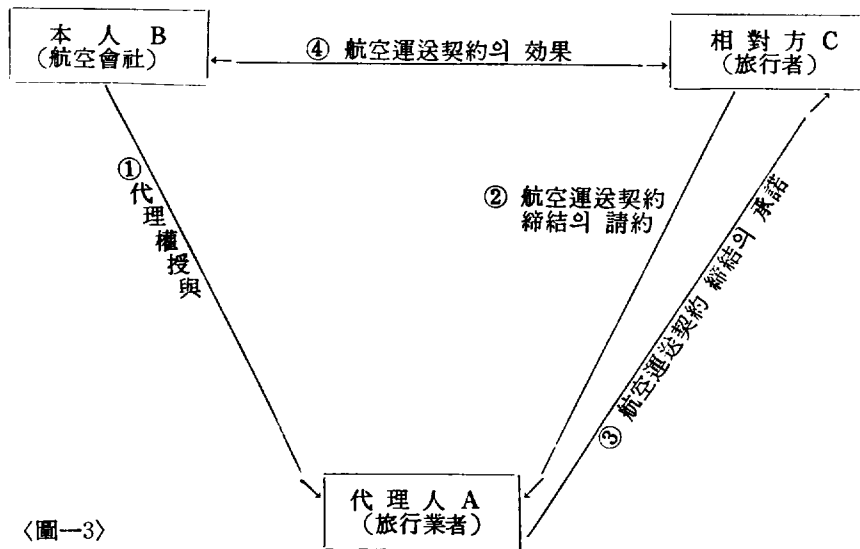 本人 B
(航空會社)
④ 航空運送契約의 効果
相對方 C
(旅行者)
① 代理權授與
② 航空運送契約
締結의 請約
③ 航空運送契約 締結의 承諾
代理人 A
(旅行業者)
〈圖—3〉